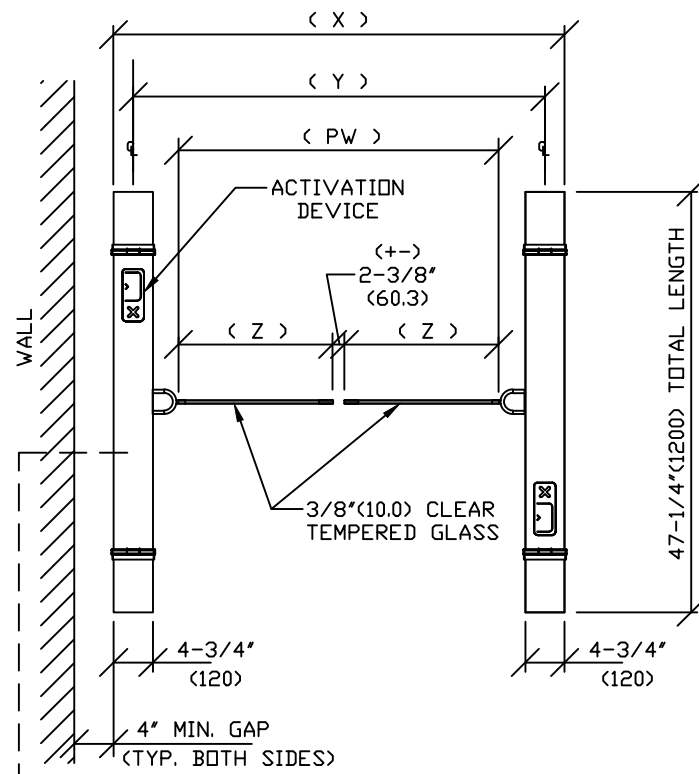 ( X )
( Y )
( PW )
℄
℄
ACTIVATION
DEVICE
(+-)
2-3/8"
(60.3)
( Z )
( Z )
WALL
47-1/4"(1200) TOTAL LENGTH
3/8"(10.0) CLEAR
TEMPERED GLASS
4-3/4"
(120)
4-3/4"
(120)
4" MIN. GAP
(TYP. BOTH SIDES)